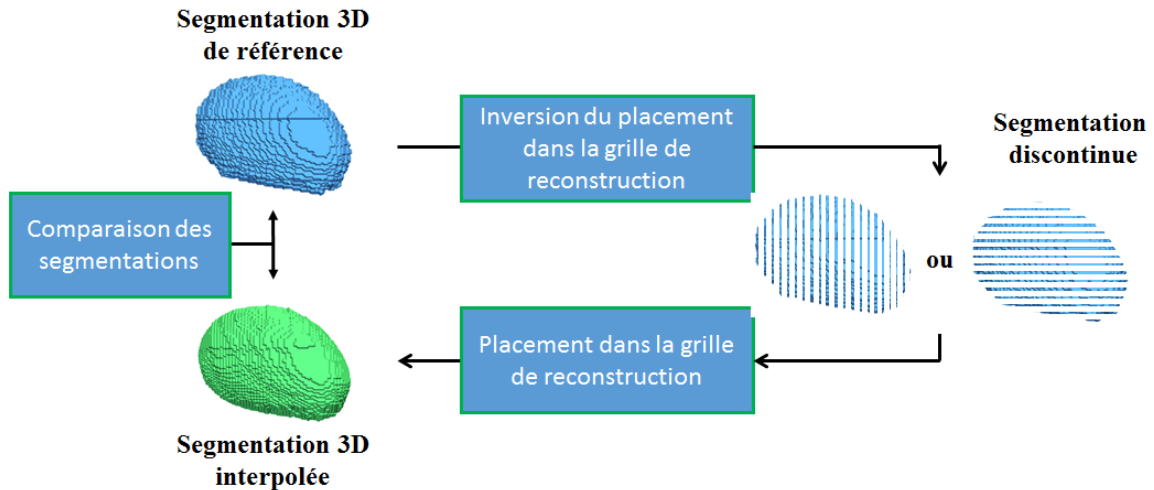 Segmentation 3D
de référence
Inversion du placement
dans la grille de
reconstruction
Segmentation
discontinue
Comparaison des
segmentations
ou
Placement dans la grille
de reconstruction
Segmentation 3D
interpolée